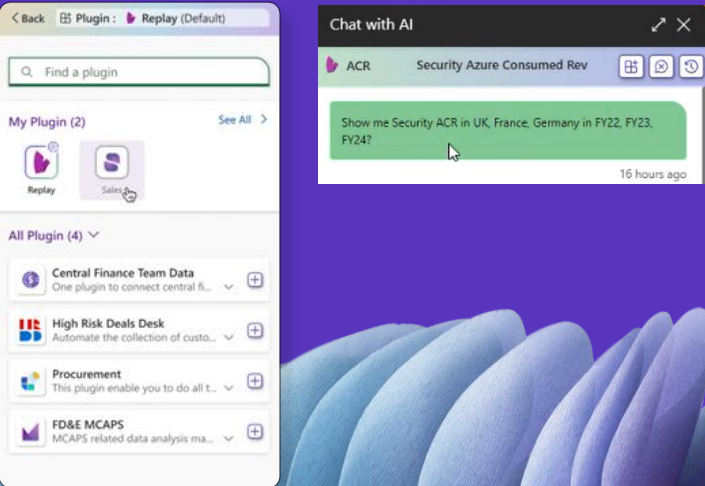 Back Plugin : Replay (Default)
Find a plugin
My Plugin (2) See All
Replay Sales
All Plugin (4)
Central Finance Team Data
One plugin to connect central fi...
High Risk Deals Desk
Automate the collection of custo...
Procurement
This plugin enable you to do all t...
FD&E MCAPS
MCAPS related data analysis ma...
Chat with AI
ACR Security Azure Consumed Rev
Show me Security ACR in UK, France, Germany in FY22, FY23,
FY24?
16 hours ago